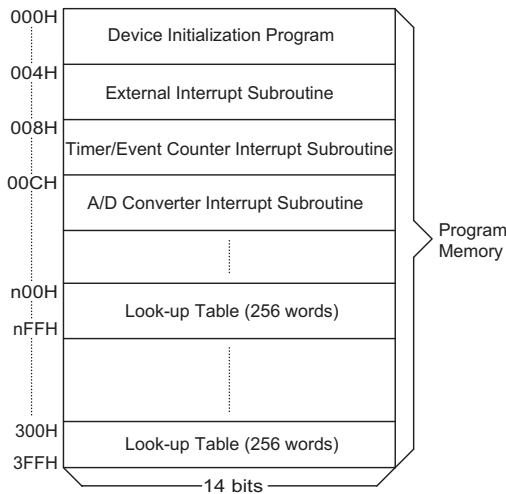 000H
Device Initialization Program
004H
External Interrupt Subroutine
008H
Timer/Event Counter Interrupt Subroutine
00CH
A/D Converter Interrupt Subroutine
Program
Memory
n00H
Look-up Table (256 words)
nFFH
300H
Look-up Table (256 words)
3FFH
14 bits